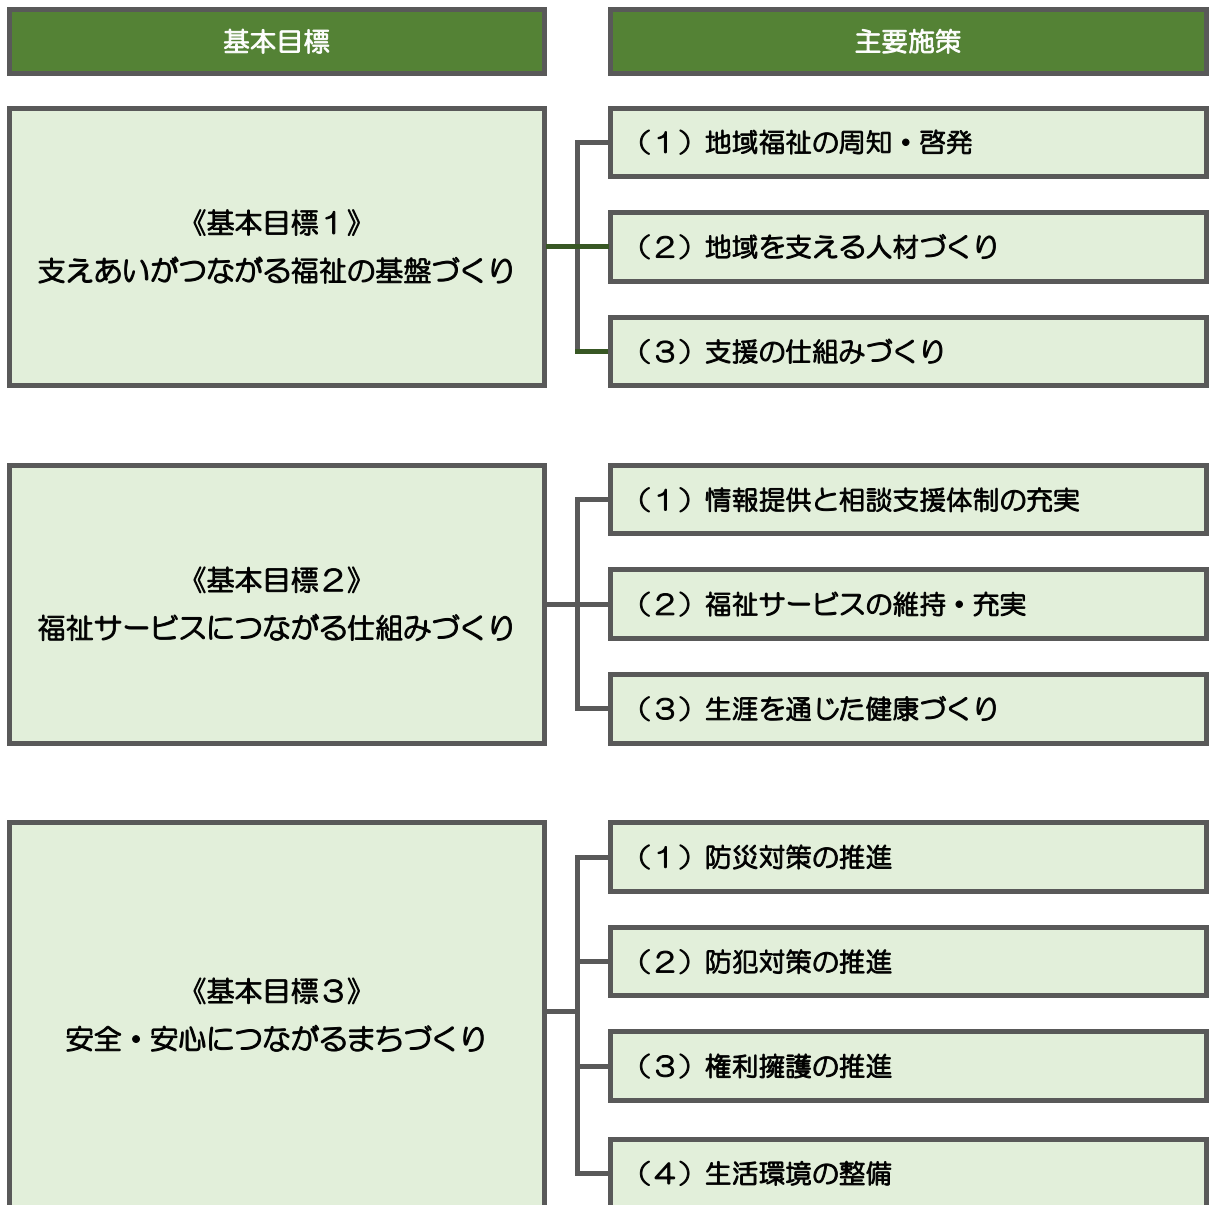 基本目標
主要施策
《基本目標１》
支えあいがつながる福祉の基盤づくり
（１）地域福祉の周知・啓発
（２）地域を支える人材づくり
（３）支援の仕組みづくり
《基本目標２》
福祉サービスにつながる仕組みづくり
（１）情報提供と相談支援体制の充実
（２）福祉サービスの維持・充実
（３）生涯を通じた健康づくり
《基本目標３》
安全・安心につながるまちづくり
（１）防災対策の推進
（２）防犯対策の推進
（３）権利擁護の推進
（４）生活環境の整備